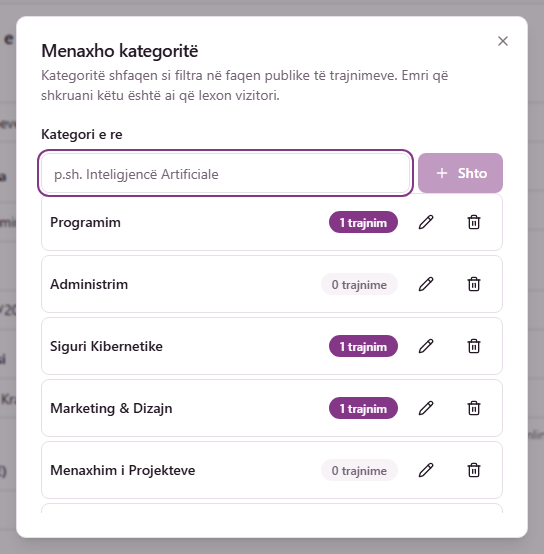 Menaxho kategoritë
Kategoritë shfaqen si filtra në faqen publike të trajnimeve. Emri që
shkruani këtu është ai që lexon vizitori.
Kategori e re
p.sh. Inteligjencë Artificiale
+ Shto
Programim
1 trajnim
Administrim
0 trajnime
Siguri Kibernetike
1 trajnim
Marketing & Dizajn
1 trajnim
Menaxhim i Projekteve
0 trajnime